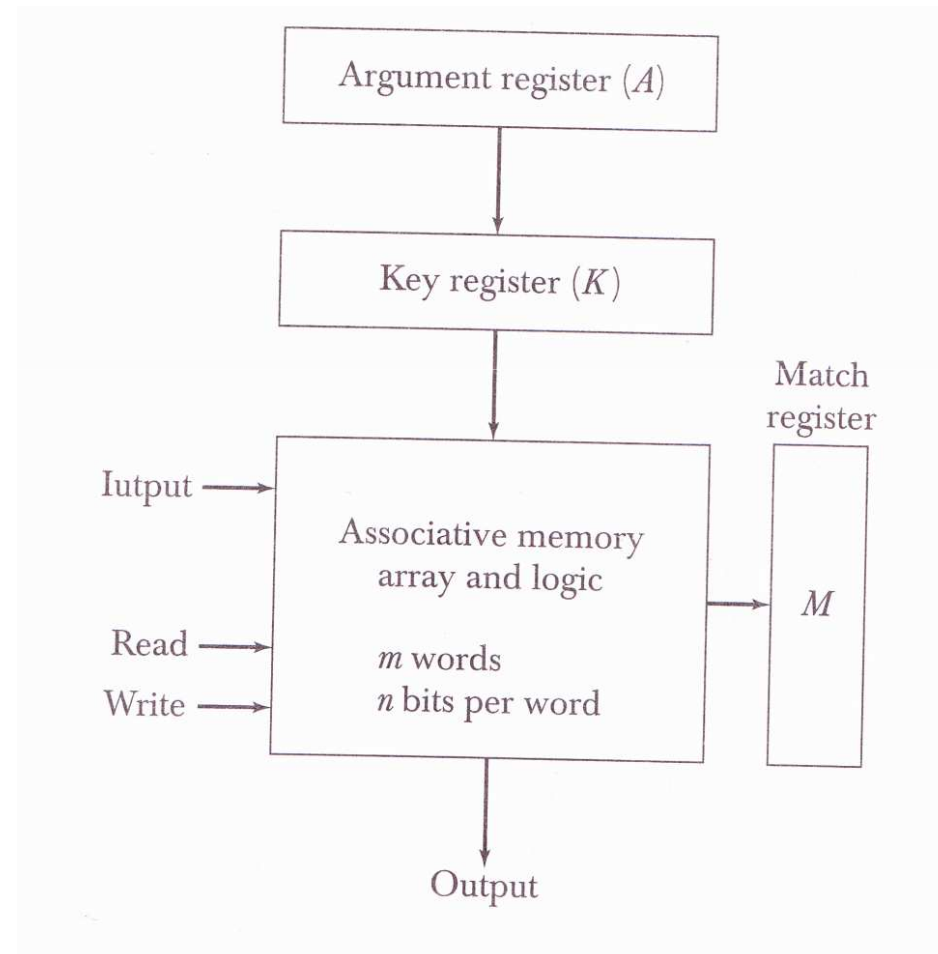 Argument register (A)
Key register (K)
Match
register
Iutput
Associative memory
array and logic
M
Read
m words
Write
n bits per word
Output